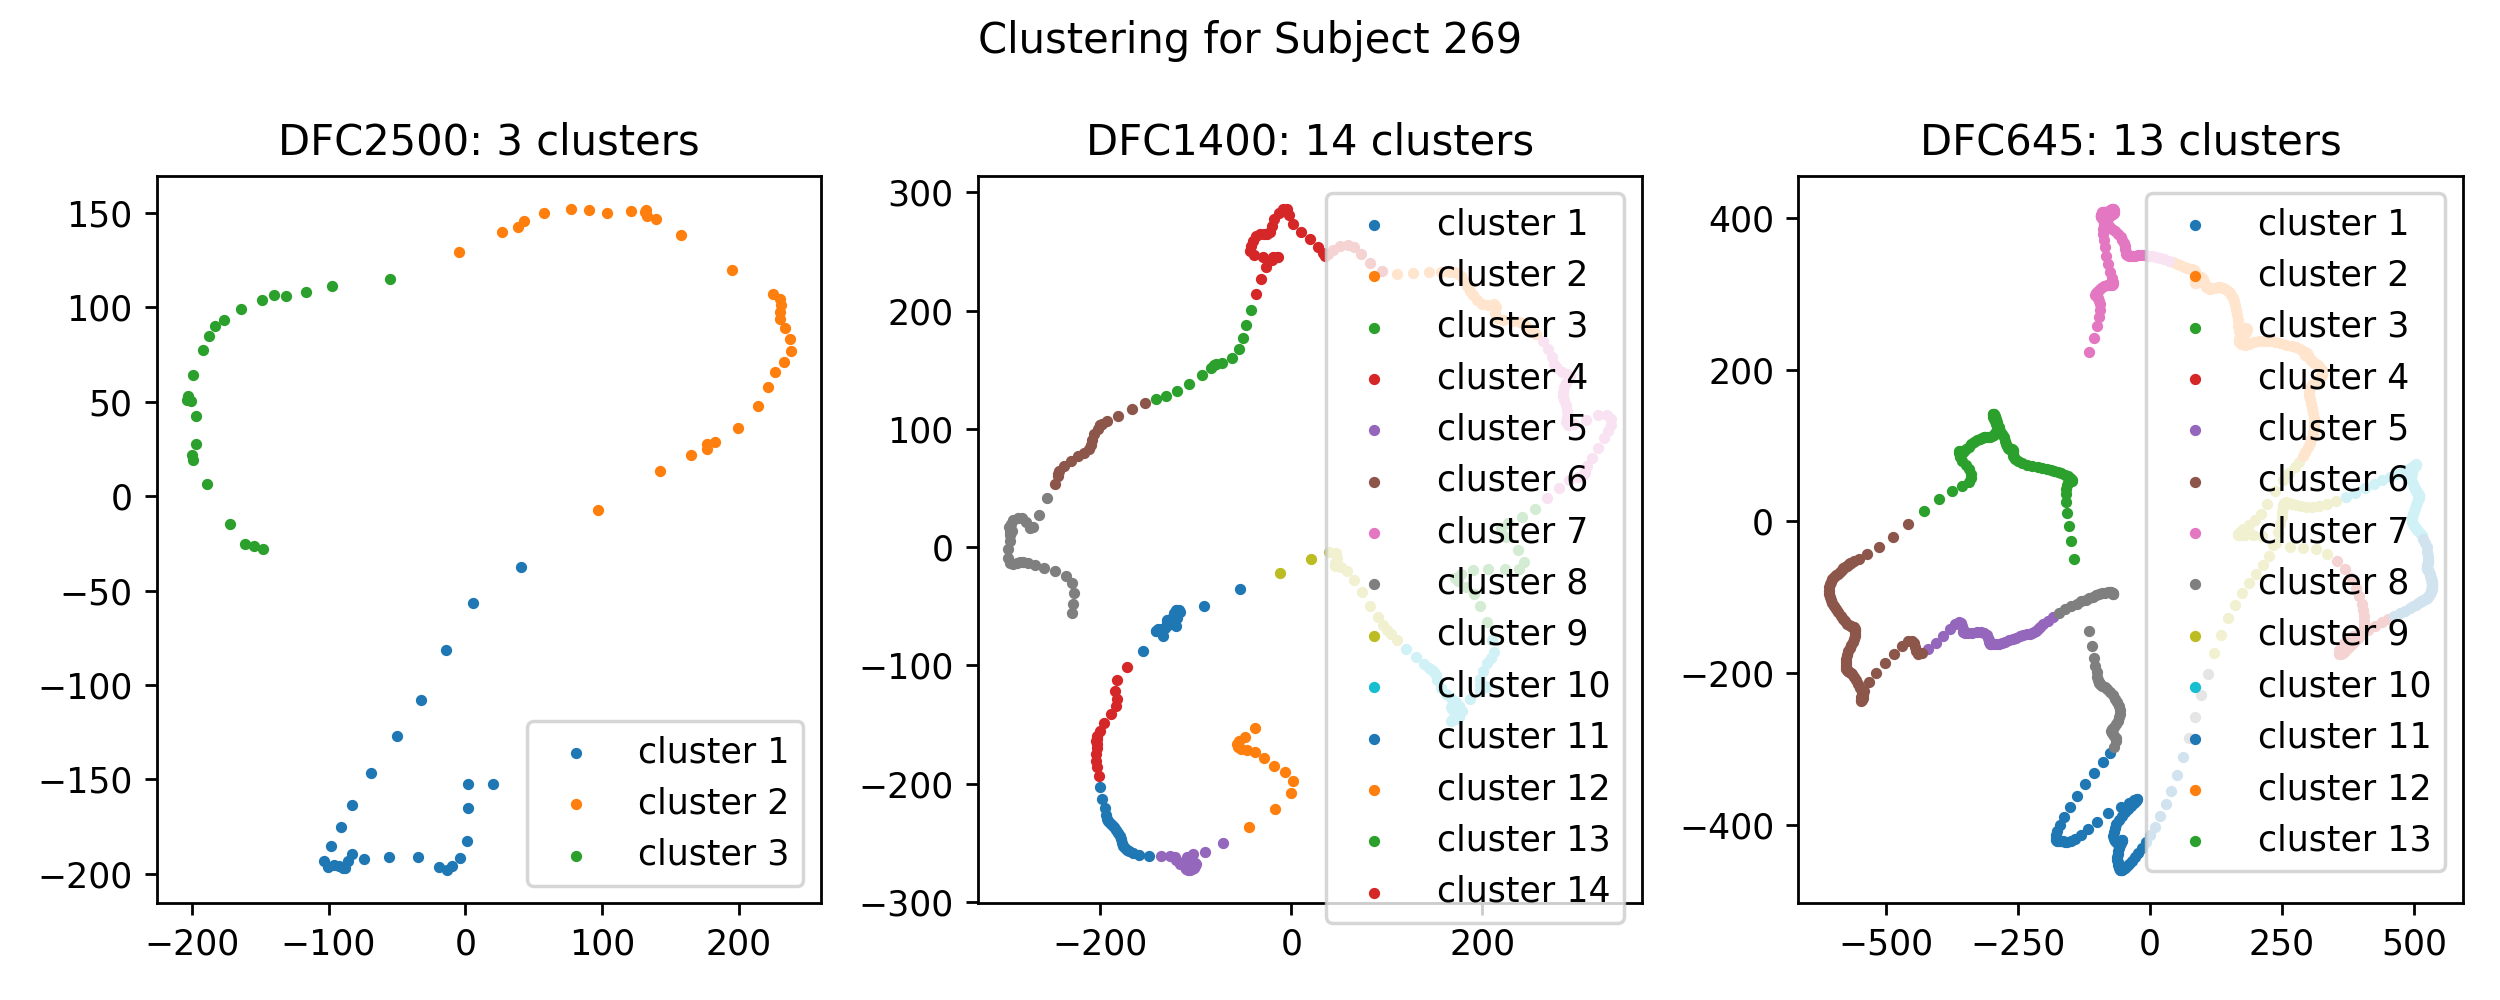 Clustering for Subject 269
DFC2500: 3 clusters
150
100
50
0
−50
−100
−150
−200
−200
−100
0
100
200
cluster 1
cluster 2
cluster 3
DFC1400: 14 clusters
300
200
100
0
−100
−200
−300
−200
0
200
cluster 1
cluster 2
cluster 3
cluster 4
cluster 5
cluster 6
cluster 7
cluster 8
cluster 9
cluster 10
cluster 11
cluster 12
cluster 13
cluster 14
DFC645: 13 clusters
400
200
0
−200
−400
−500
−250
0
250
500
cluster 1
cluster 2
cluster 3
cluster 4
cluster 5
cluster 6
cluster 7
cluster 8
cluster 9
cluster 10
cluster 11
cluster 12
cluster 13